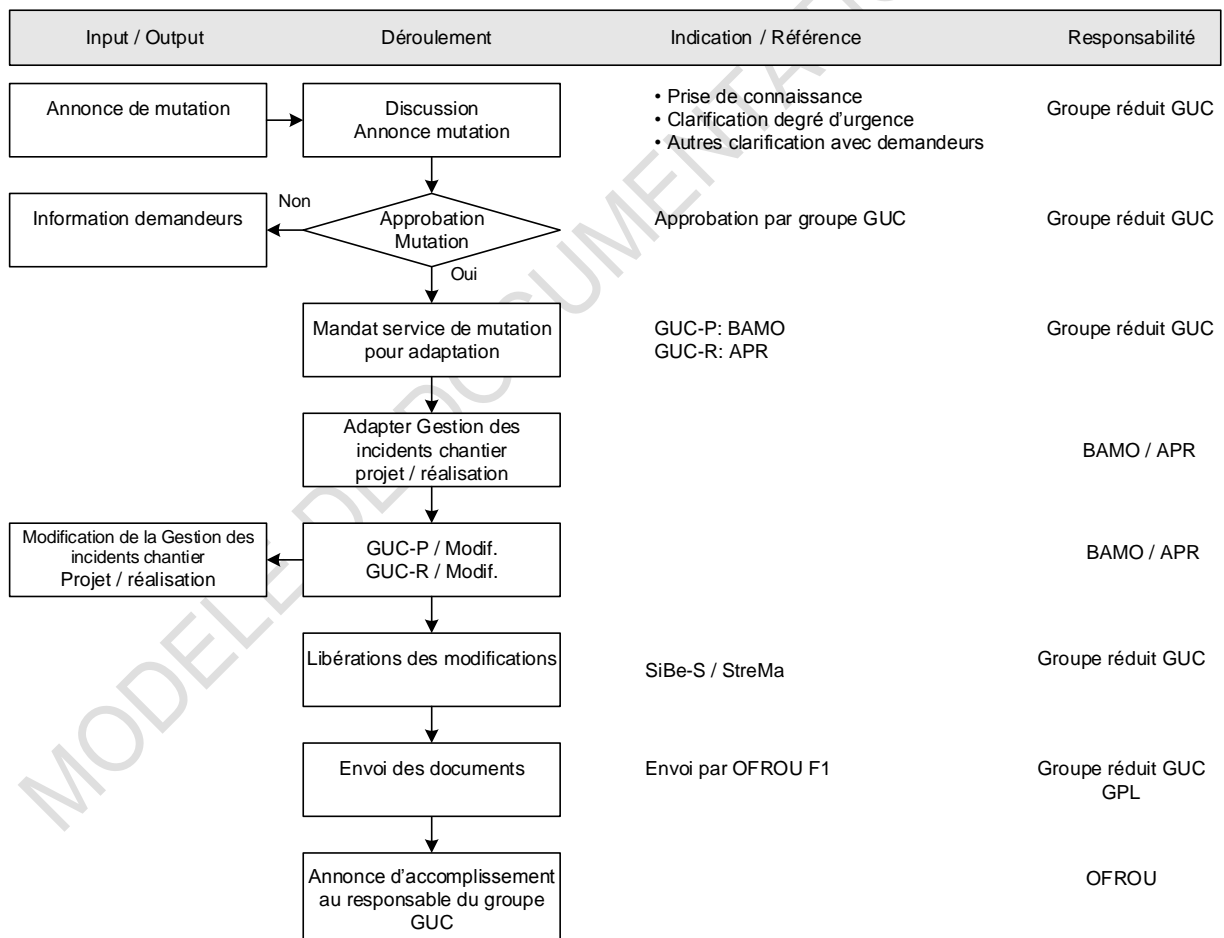 Input / Output Déroulement Indication / Référence Responsabilité
Annonce de mutation
Discussion
Annonce mutation
• Prise de connaissance
• Clarification degré d'urgence
• Autres clarification avec demandeurs
Groupe réduit GUC
Information demandeurs
Non
Approbation
Mutation
Approbation par groupe GUC
Groupe réduit GUC
Oui
Mandat service de mutation
pour adaptation
GUC-P: BAMO
GUC-R: APR
Groupe réduit GUC
Adapter Gestion des
incidents chantier
projet / réalisation
BAMO / APR
Modification de la Gestion des
incidents chantier
Projet / réalisation
GUC-P / Modif.
GUC-R / Modif.
BAMO / APR
Libérations des modifications
SiBe-S / StreMa
Groupe réduit GUC
Envoi des documents
Envoi par OFROU F1
Groupe réduit GUC
GPL
Annonce d'accomplissement
au responsable du groupe
GUC
OFROU
MODELE DE DOCUMENTATIO